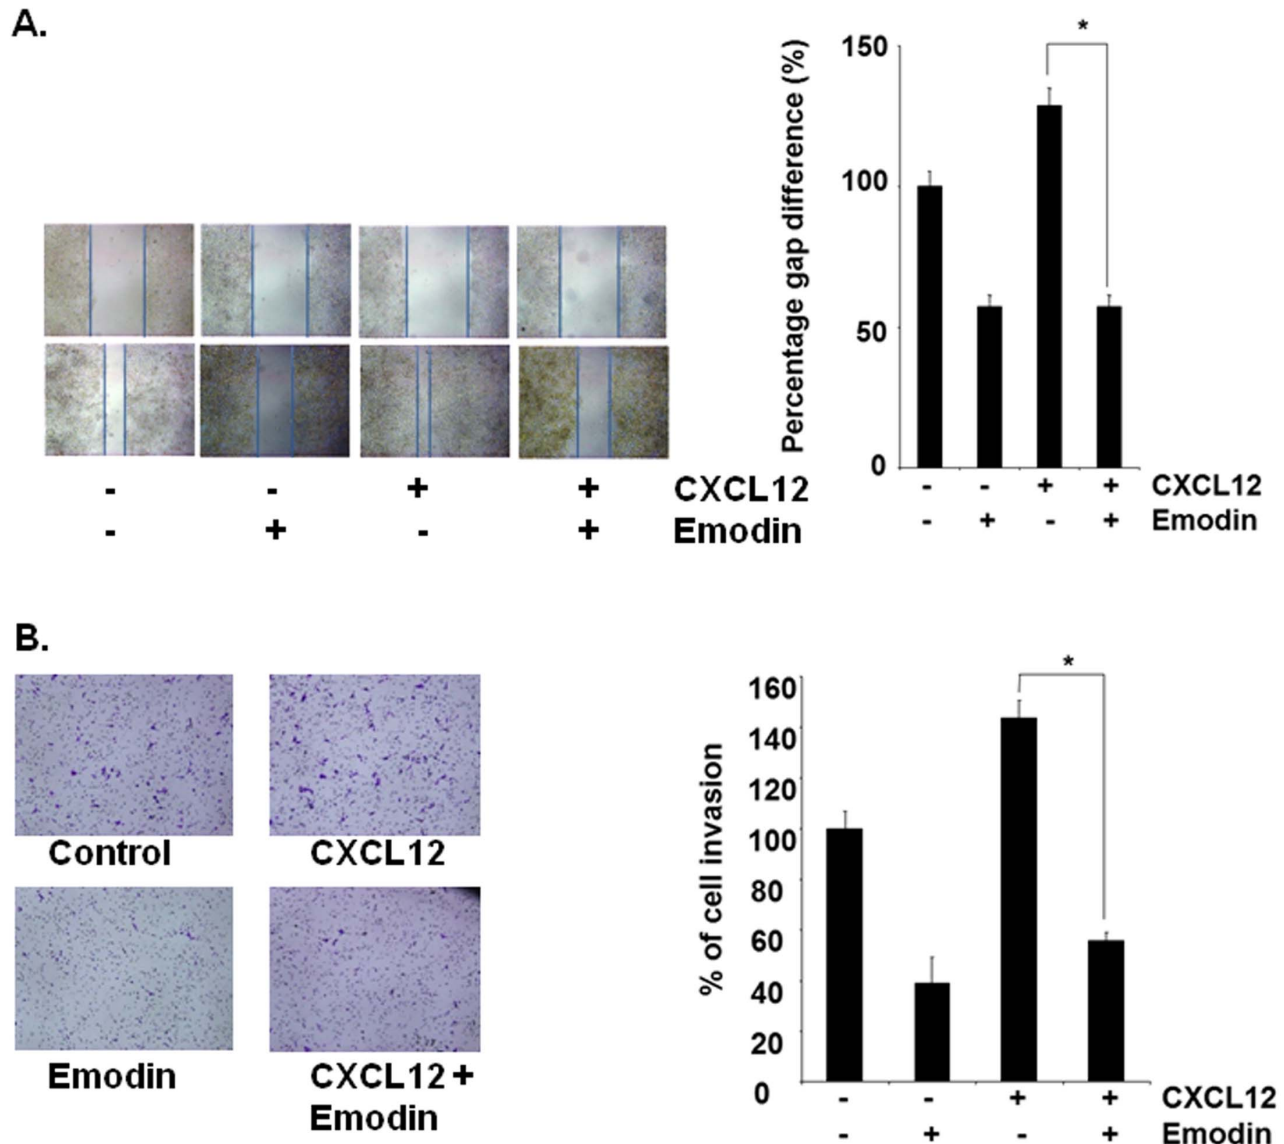 A.
- - + + CXCL12
- + - + Emodin
*
Percentage gap difference (%)
150
100
50
0
- - + + CXCL12
- + - + Emodin
B.
Control
CXCL12
Emodin
CXCL12 +
Emodin
*
% of cell invasion
160
140
120
100
80
60
40
20
0
- - + + CXCL12
- + - + Emodin